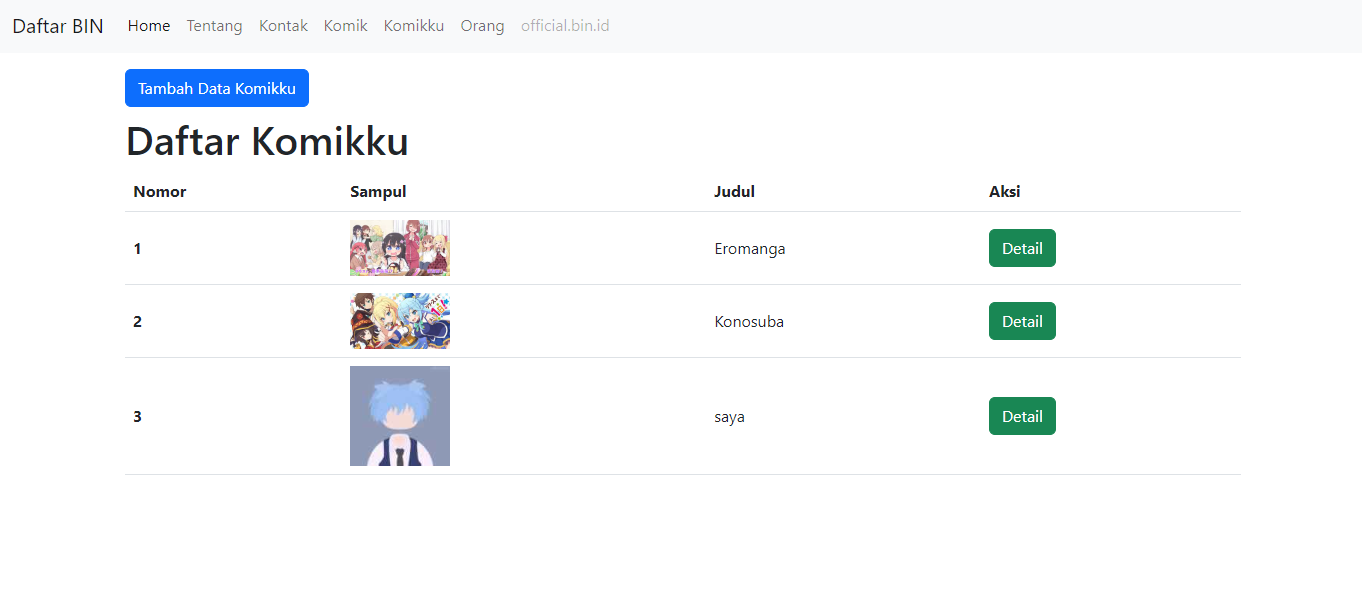 Daftar BIN Home Tentang Kontak Komik Komikku Orang official.bin.id
Tambah Data Komikku
Daftar Komikku
Nomor Sampul Judul Aksi
1 Eromanga Detail
2 Konosuba Detail
3 saya Detail